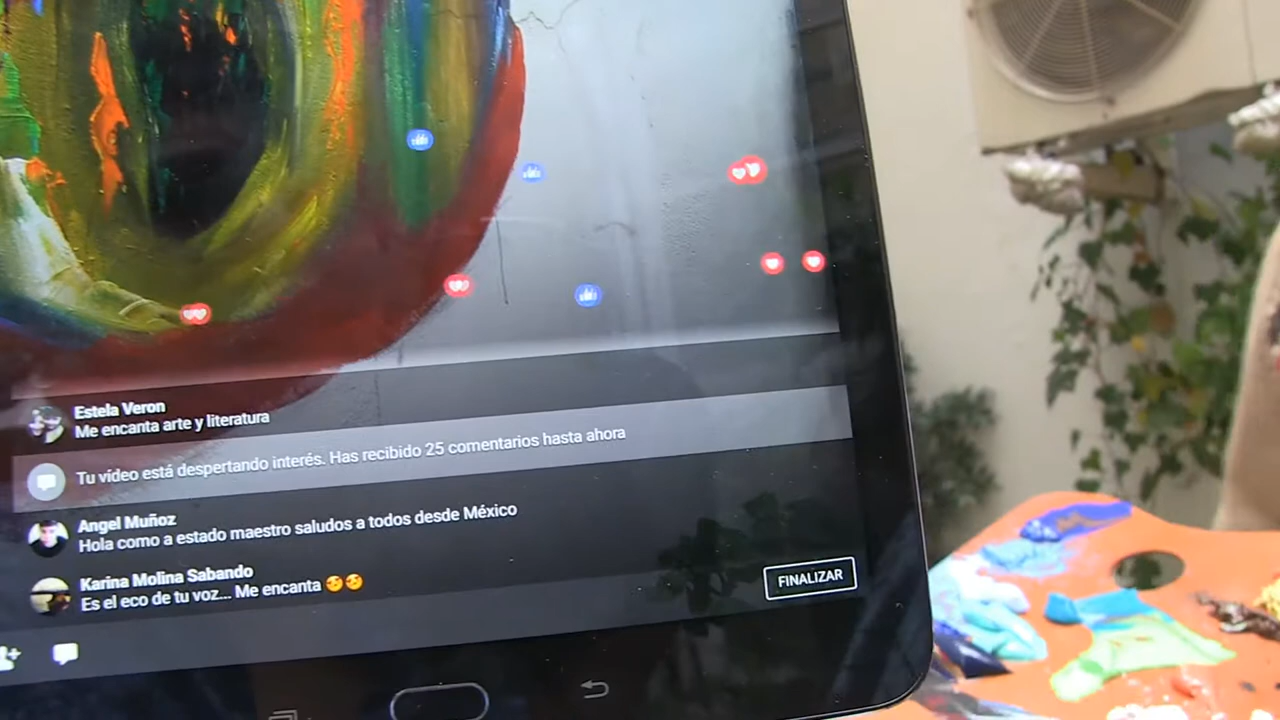 Estela Veron
Me encanta arte y literatura
Tu vídeo está despertando interés. Has recibido 25 comentarios hasta ahora
Angel Muñoz
Hola como a estado maestro saludos a todos desde México
Karina Molina Sabando
Es el eco de tu voz... Me encanta
FINALIZAR